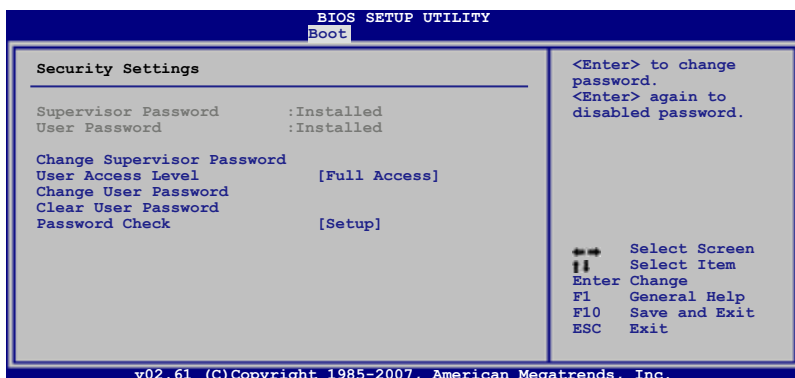 BIOS SETUP UTILITY
Boot
Security Settings
Supervisor Password :Installed
User Password :Installed
Change Supervisor Password
User Access Level [Full Access]
Change User Password
Clear User Password
Password Check [Setup]
<Enter> to change
password.
<Enter> again to
disabled password.
Select Screen
Select Item
Enter Change
F1 General Help
F10 Save and Exit
ESC Exit
v02.61 (C)Copyright 1985-2007, American Megatrends, Inc.